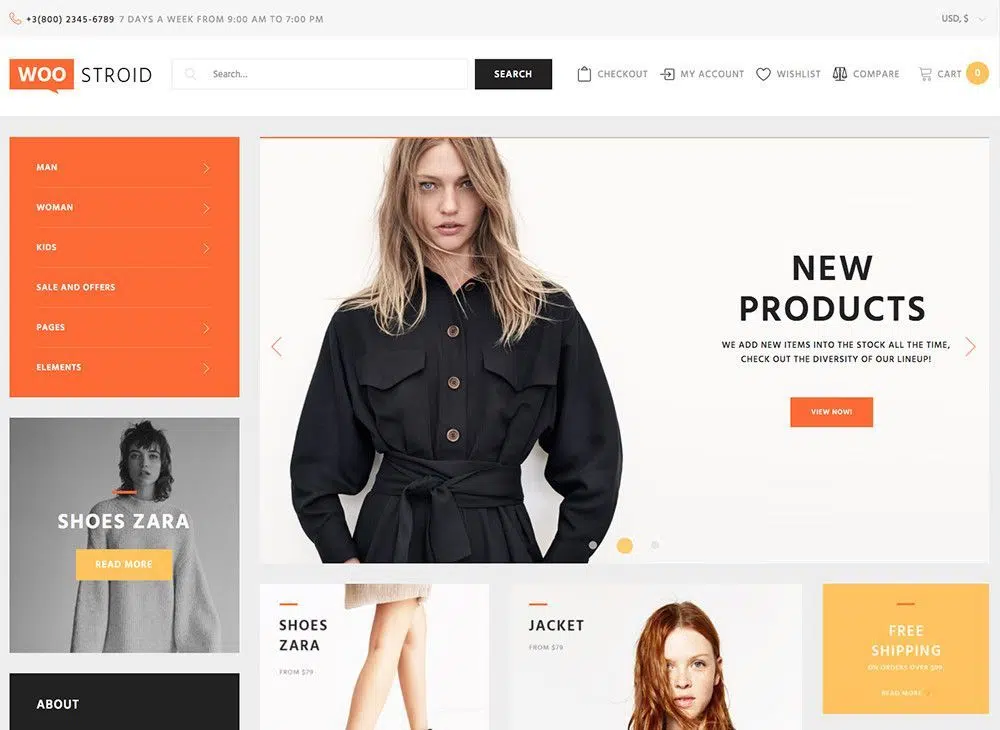 +3(800) 2345-6789 7 DAYS A WEEK FROM 9:00 AM TO 7:00 PM
USD, $
WOO STROID
Search...
SEARCH
CHECKOUT
MY ACCOUNT
WISHLIST
COMPARE
CART
0
MAN
WOMAN
KIDS
SALE AND OFFERS
PAGES
ELEMENTS
NEW
PRODUCTS
WE ADD NEW ITEMS INTO THE STOCK ALL THE TIME,
CHECK OUT THE DIVERSITY OF OUR LINEUP!
VIEW NOW!
SHOES ZARA
READ MORE
ABOUT
SHOES
ZARA
FROM $79
JACKET
FROM $79
FREE
SHIPPING
ON ORDERS OVER $99.
READ MORE